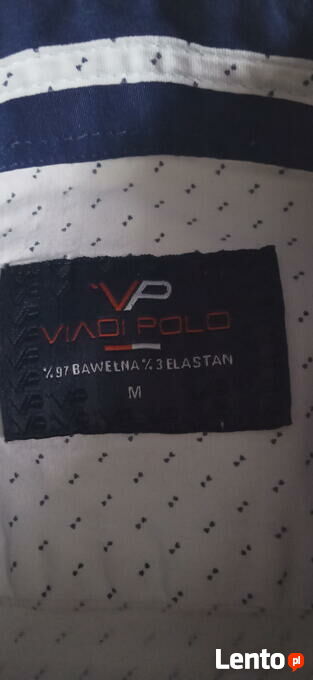 VP
VIADI POLO
٪97 BAWEŁNA ٪3 ELASTAN
M
Lento.pl